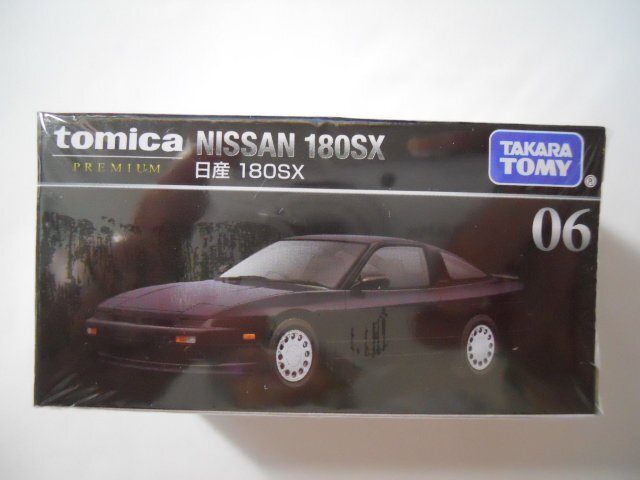 tomica NISSAN 180SX
PREMIUM 日産 180SX
TAKARA
TOMY
®
06